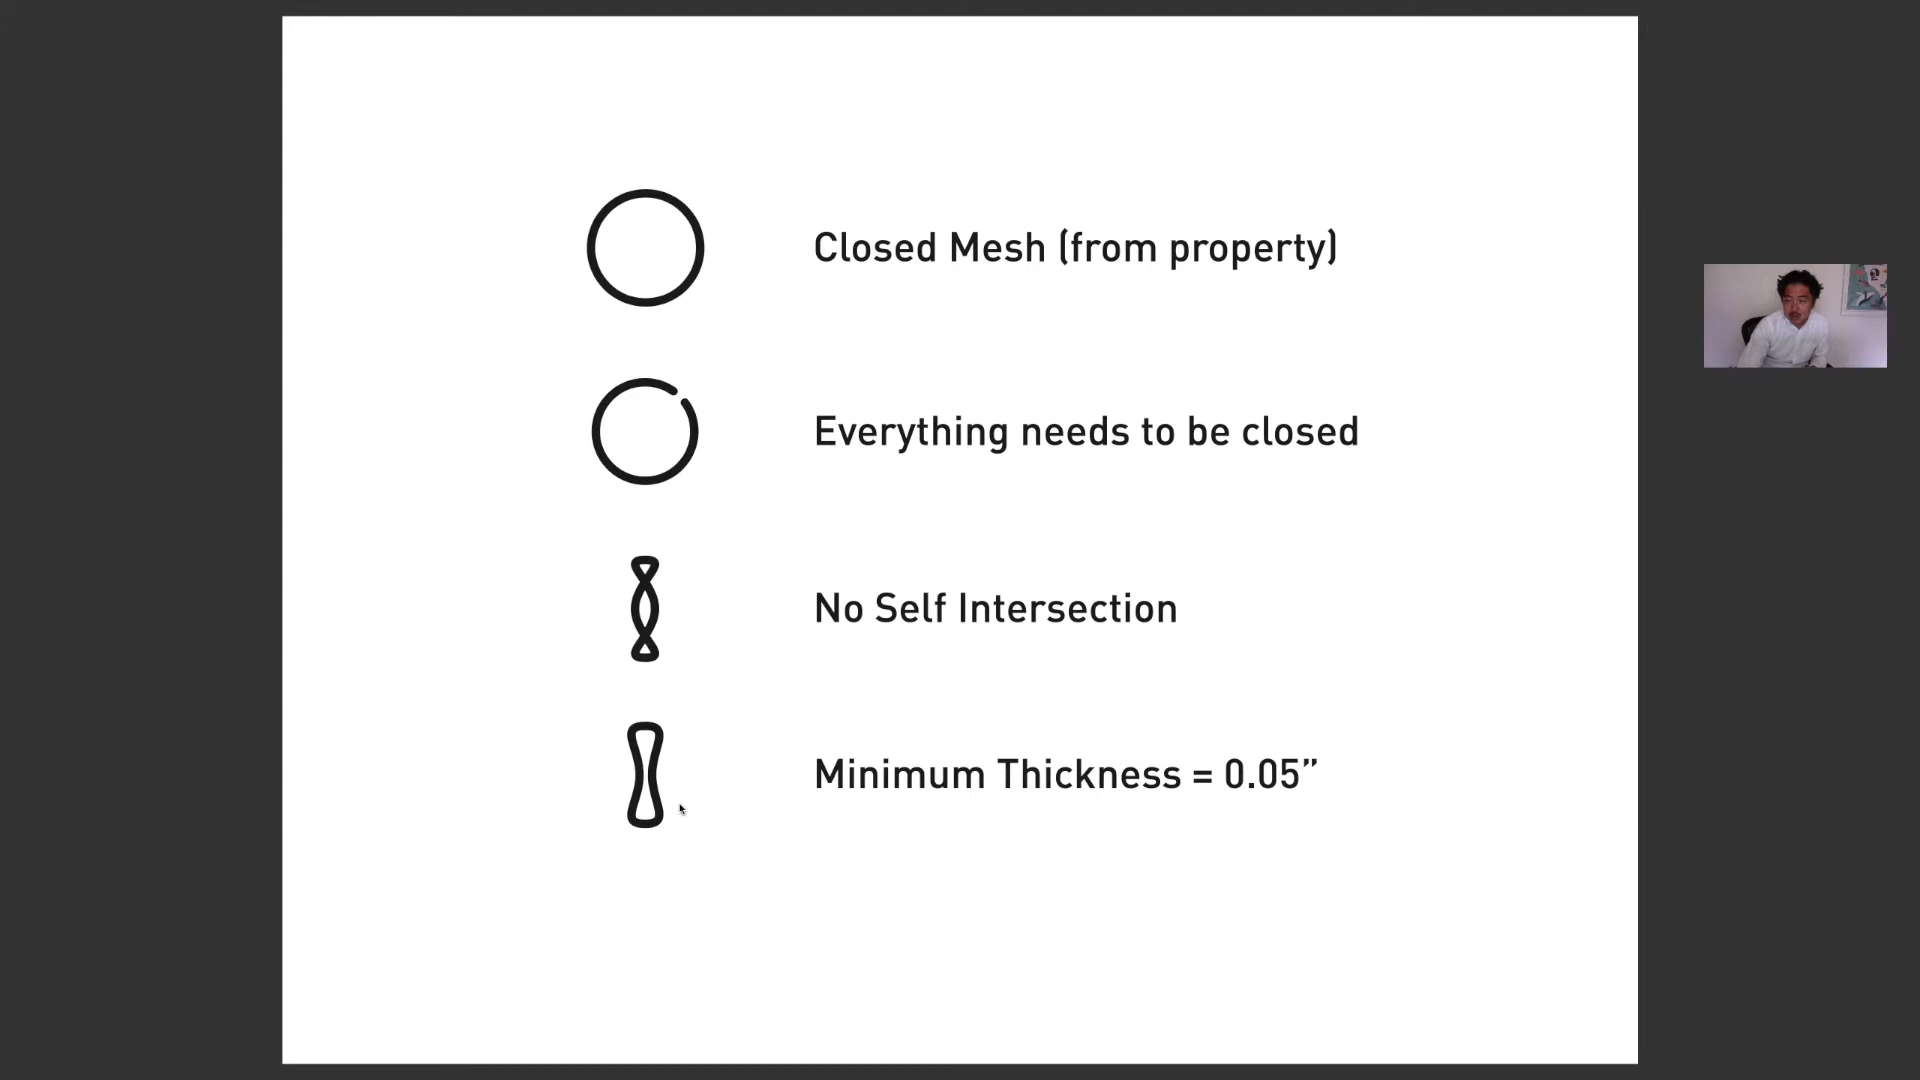 Closed Mesh (from property)
Everything needs to be closed
No Self Intersection
Minimum Thickness = 0.05”